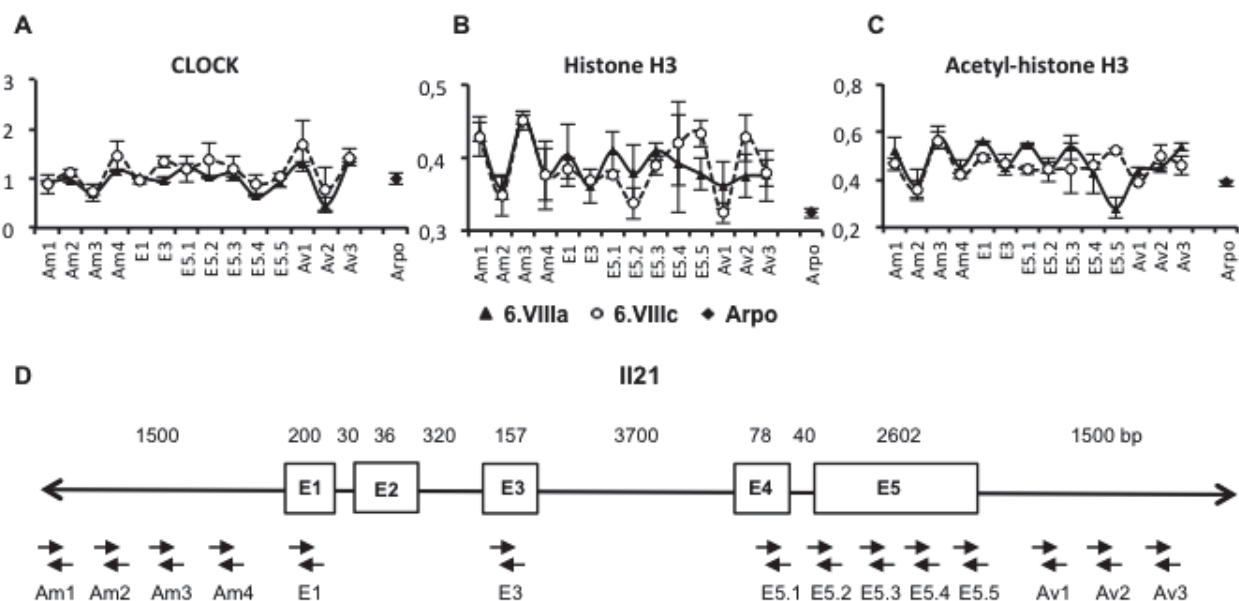 A
CLOCK
3
2
1
0
Am1 Am2 Am3 Am4 E1 E3 E5.1 E5.2 E5.3 E5.4 E5.5 Av1 Av2 Av3 Arpo
B
Histone H3
0,5
0,4
0,3
Am1 Am2 Am3 Am4 E1 E3 E5.1 E5.2 E5.3 E5.4 E5.5 Av1 Av2 Av3 Arpo
C
Acetyl-histone H3
0,8
0,6
0,4
0,2
Am1 Am2 Am3 Am4 E1 E3 E5.1 E5.2 E5.3 E5.4 E5.5 Av1 Av2 Av3 Arpo
6.VIIIa 6.VIIIc Arpo
D
Il21
1500 200 30 36 320 157 3700 78 40 2602 1500 bp
E1 E2 E3 E4 E5
Am1 Am2 Am3 Am4 E1 E3 E5.1 E5.2 E5.3 E5.4 E5.5 Av1 Av2 Av3